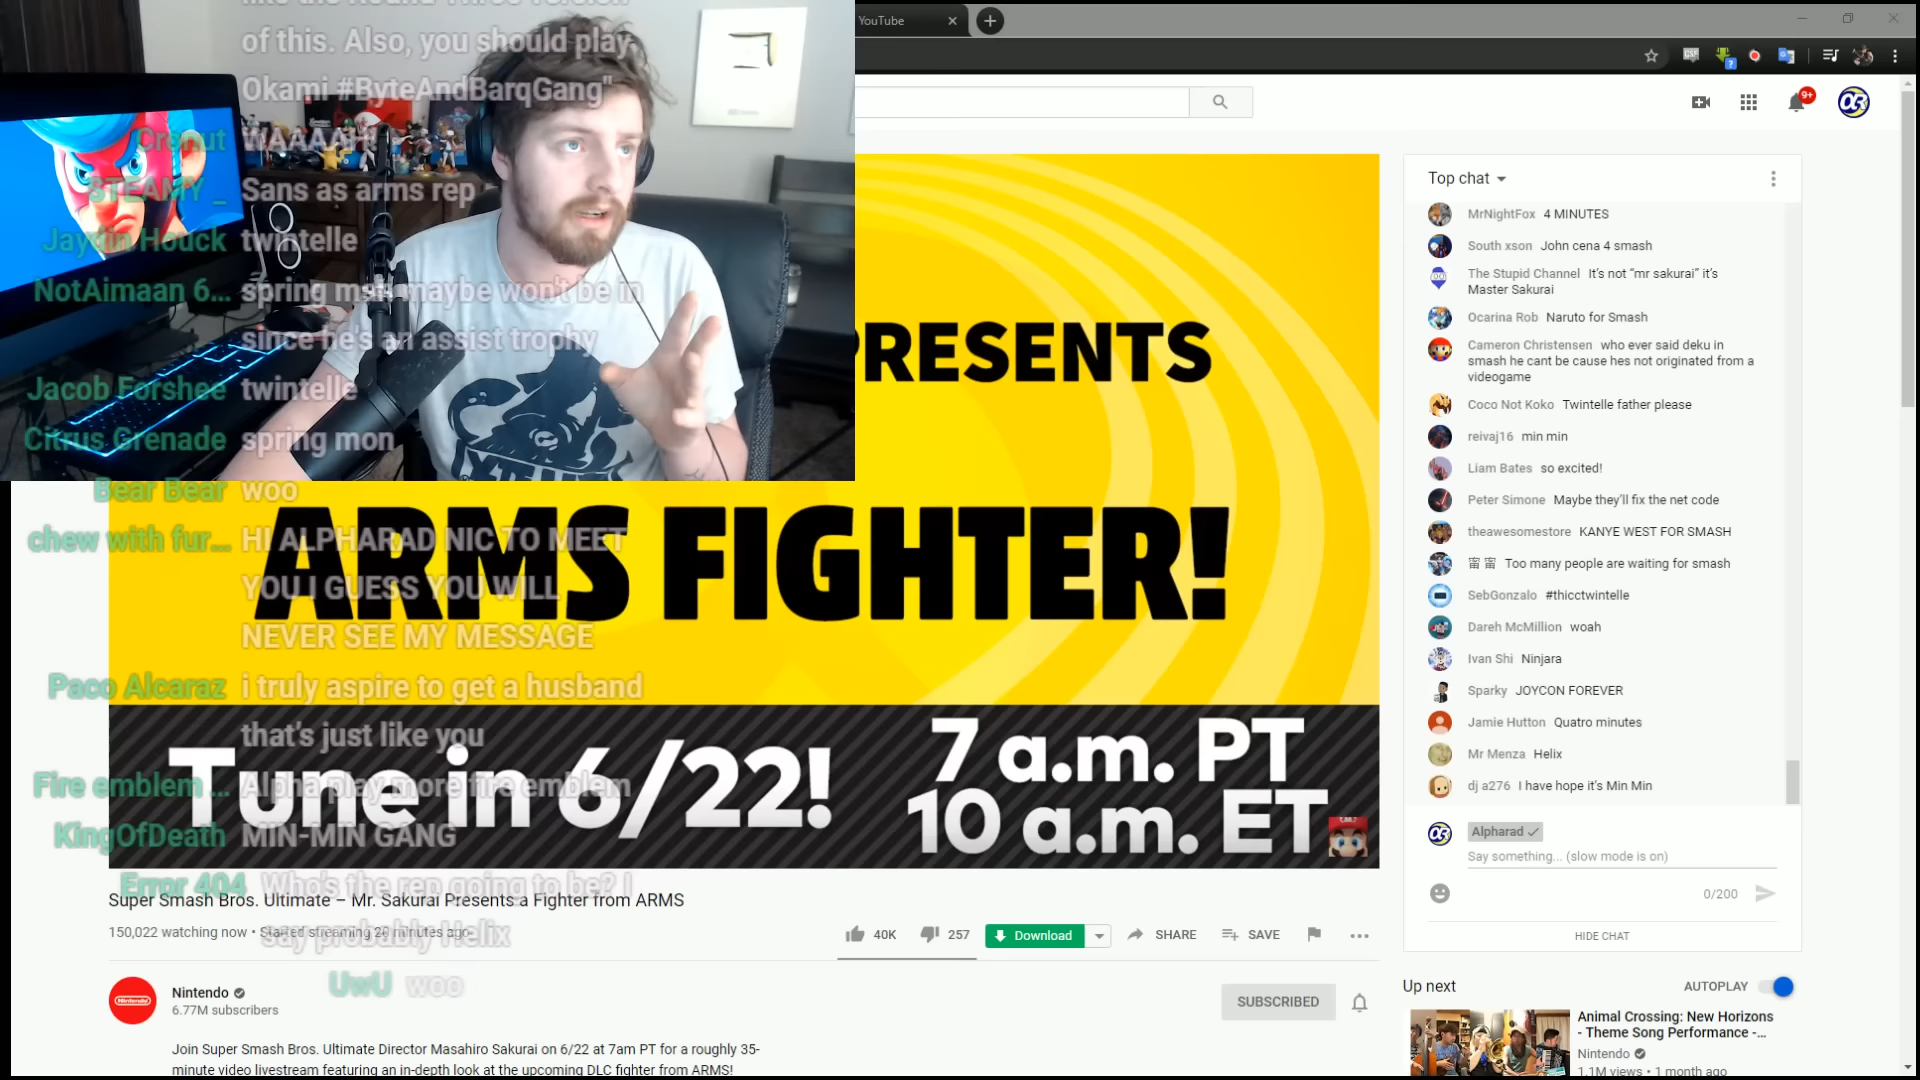 of this. Also, you should play
Okami #ByteAndBarqGang"
Cronut WAAAAH!
STEAMY _ Sans as arms rep
Jaydin Houck twintelle
NotAimaan 6... spring man maybe won't be in
since he's an assist trophy
Jacob Forshee twintelle
Citrus Grenade spring mon
Bear Bear woo
chew with fur... HI ALPHARAD NIC TO MEET
YOU I GUESS YOU WILL
NEVER SEE MY MESSAGE
Paco Alcaraz i truly aspire to get a husband
that's just like you
Fire emblem ... Alpha play more fire emblem
KingOfDeath MIN-MIN GANG
Error 404 Who's the rep going to be? I
say probably Helix
UwU woo
YouTube
9+
RESENTS
ARMS FIGHTER!
Tune in 6/22!
7 a.m. PT
10 a.m. ET
Super Smash Bros. Ultimate – Mr. Sakurai Presents a Fighter from ARMS
150,022 watching now • Started streaming 26 minutes ago
40K 257 Download SHARE SAVE
Nintendo
6.77M subscribers
SUBSCRIBED
Join Super Smash Bros. Ultimate Director Masahiro Sakurai on 6/22 at 7am PT for a roughly 35-
minute video livestream featuring an in-depth look at the upcoming DLC fighter from ARMS!
Top chat
MrNightFox 4 MINUTES
South xson John cena 4 smash
The Stupid Channel It's not “mr sakurai” it's
Master Sakurai
Ocarina Rob Naruto for Smash
Cameron Christensen who ever said deku in
smash he cant be cause hes not originated from a
videogame
Coco Not Koko Twintelle father please
reivaj16 min min
Liam Bates so excited!
Peter Simone Maybe they'll fix the net code
theawesomestore KANYE WEST FOR SMASH
Too many people are waiting for smash
SebGonzalo #thicctwintelle
Dareh McMillion woah
Ivan Shi Ninjara
Sparky JOYCON FOREVER
Jamie Hutton Quatro minutes
Mr Menza Helix
dj a276 I have hope it's Min Min
Alpharad
Say something... (slow mode is on)
0/200
HIDE CHAT
Up next
AUTOPLAY
Animal Crossing: New Horizons
- Theme Song Performance -...
Nintendo
1.1M views • 1 month ago